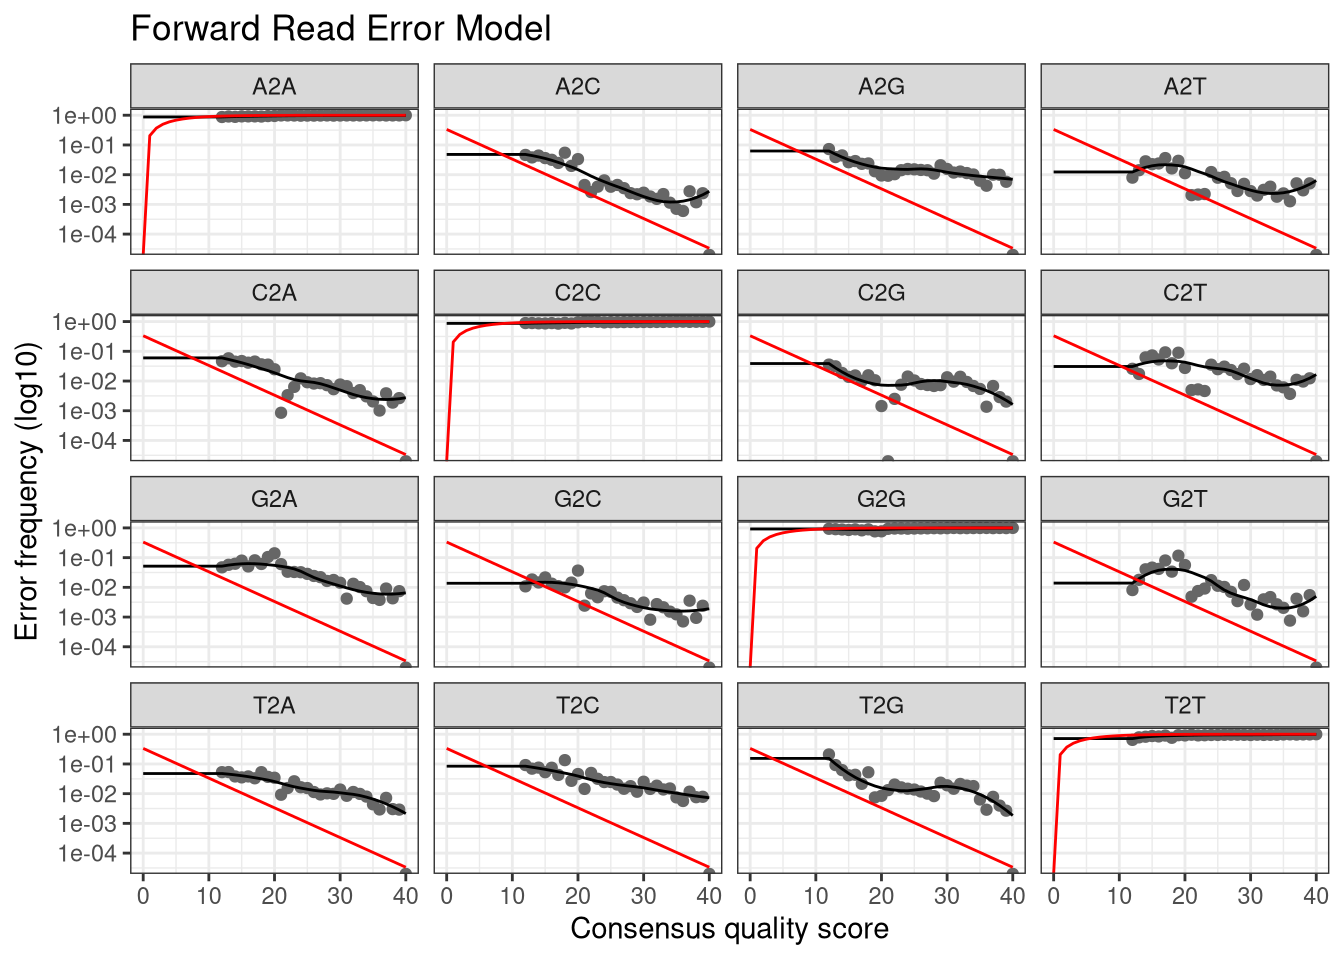 Forward Read Error Model
A2A A2C A2G A2T
1e+00
1e-01
1e-02
1e-03
1e-04
C2A C2C C2G C2T
1e+00
1e-01
1e-02
1e-03
1e-04
G2A G2C G2G G2T
1e+00
1e-01
1e-02
1e-03
1e-04
T2A T2C T2G T2T
1e+00
1e-01
1e-02
1e-03
1e-04
0 10 20 30 40 0 10 20 30 40 0 10 20 30 40 0 10 20 30 40
Consensus quality score
Error frequency (log10)